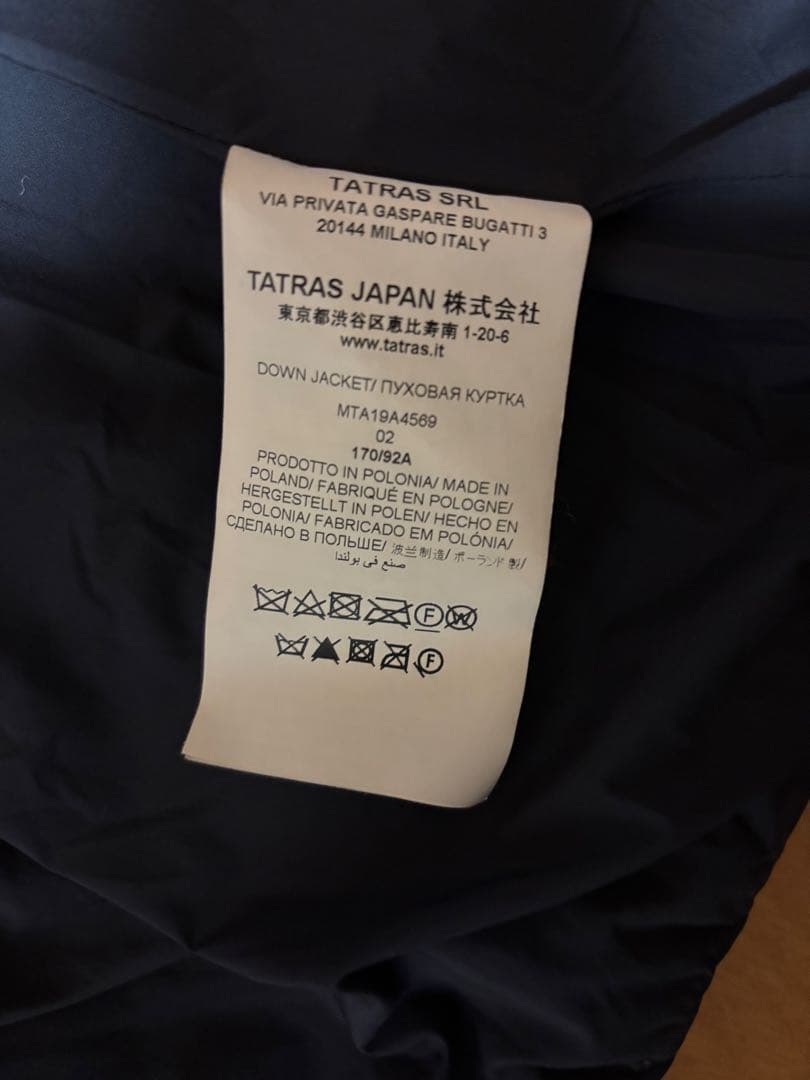 TATRAS SRL
VIA PRIVATA GASPARE BUGATTI 3
20144 MILANO ITALY
TATRAS JAPAN 株式会社
東京都渋谷区恵比寿南 1-20-6
www.tatras.it
DOWN JACKET/ ПУХОВАЯ КУРТКА
MTA19A4569
02
170/92A
PRODOTTO IN POLONIA/ MADE IN
POLAND/ FABRIQUÉ EN POLOGNE/
HERGESTELLT IN POLEN/ HECHO EN
POLONIA/ FABRICADO EM POLÓNIA/
СДЕЛАНО В ПОЛЬШЕ/ 波兰制造/ ポーランド製/
صنع في بولندا
F W
F